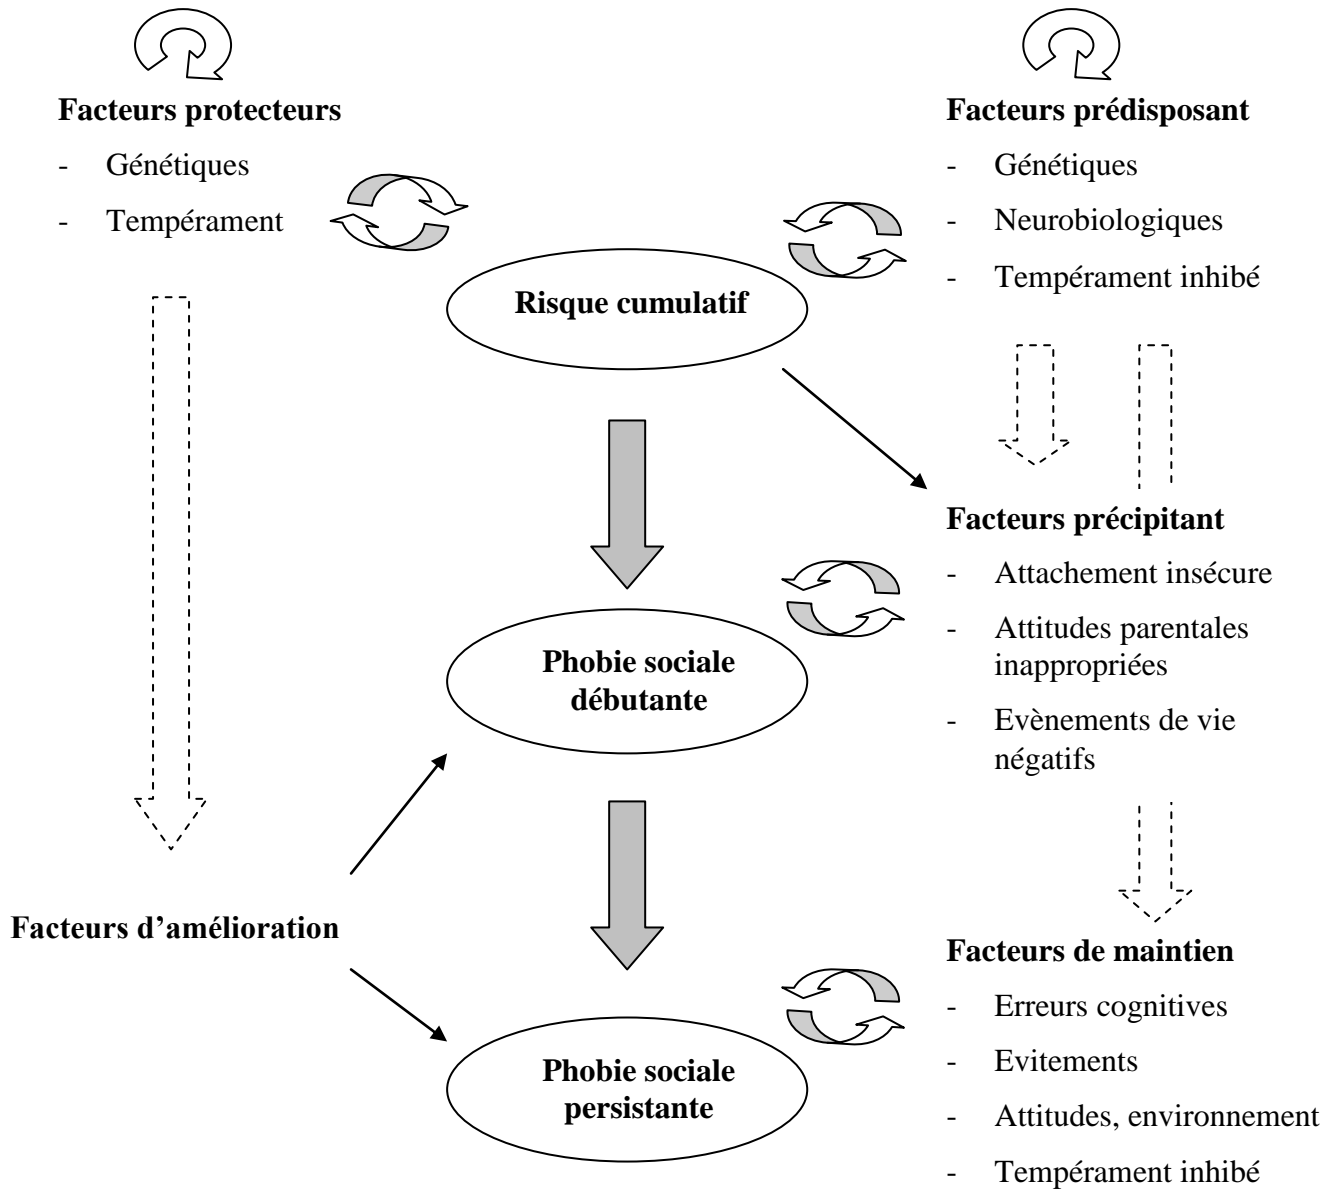 Facteurs protecteurs
- Génétiques
- Tempérament
Facteurs prédisposant
- Génétiques
- Neurobiologiques
- Tempérament inhibé
Risque cumulatif
Facteurs précipitant
- Attachement insécure
- Attitudes parentales
inappropriées
- Evènements de vie
négatifs
Phobie sociale
débutante
Facteurs d’amélioration
Facteurs de maintien
- Erreurs cognitives
- Evitements
- Attitudes, environnement
- Tempérament inhibé
Phobie sociale
persistante